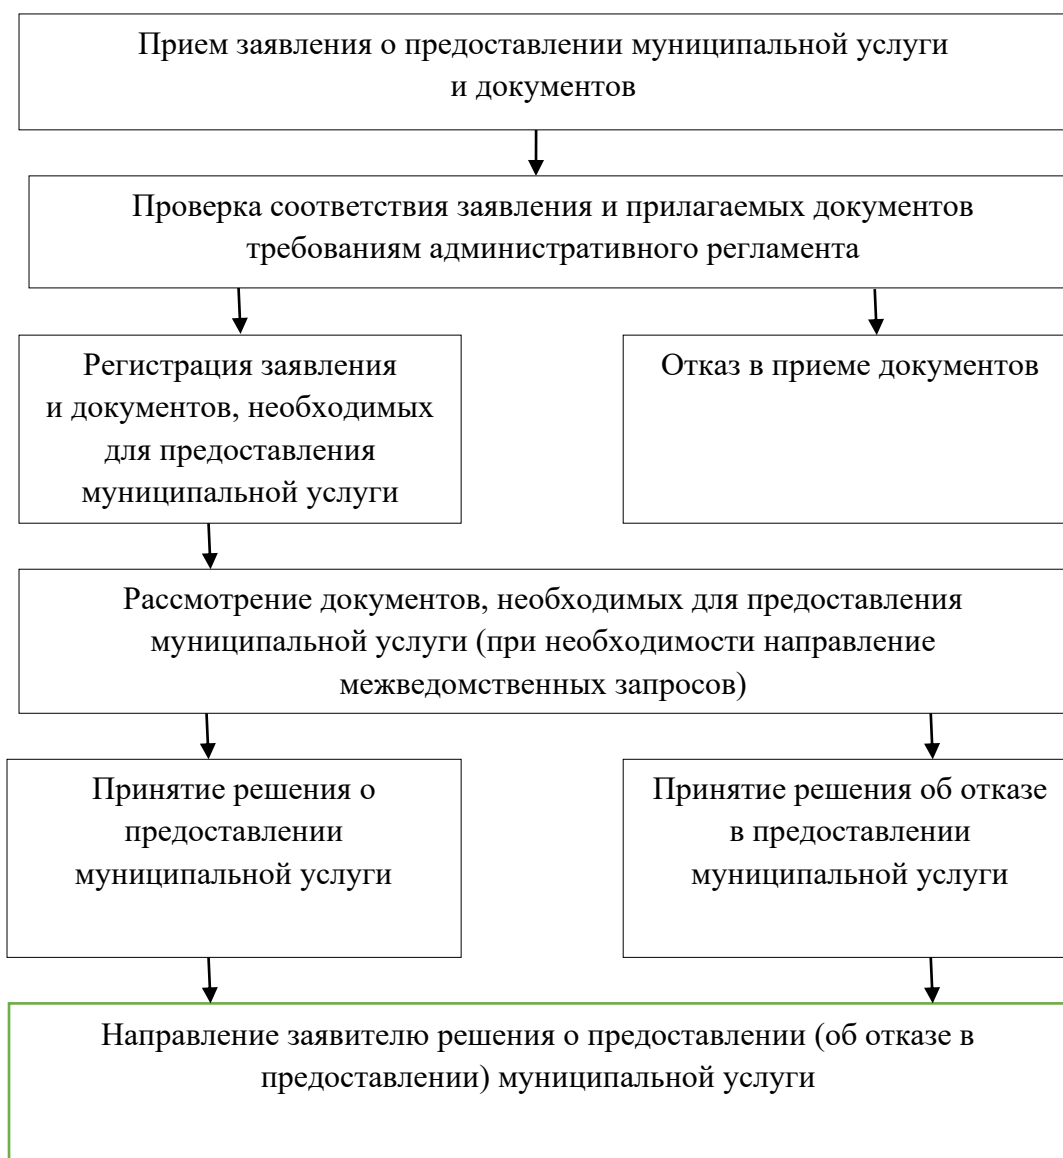 Прием заявления о предоставлении муниципальной услуги
и документов
Проверка соответствия заявления и прилагаемых документов
требованиям административного регламента
Регистрация заявления
и документов, необходимых
для предоставления
муниципальной услуги
Отказ в приеме документов
Рассмотрение документов, необходимых для предоставления
муниципальной услуги (при необходимости направление
межведомственных запросов)
Принятие решения о
предоставлении
муниципальной услуги
Принятие решения об отказе
в предоставлении
муниципальной услуги
Направление заявителю решения о предоставлении (об отказе в
предоставлении) муниципальной услуги